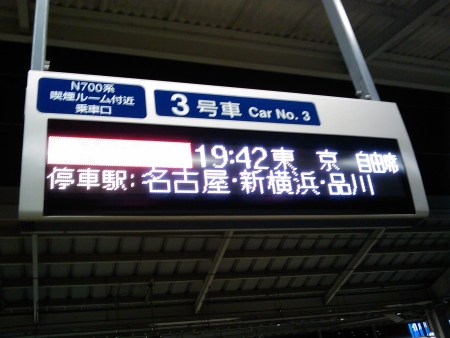 N700系
喫煙ルーム付近
乗車口
3号車 Car No. 3
19:42 東 京 自由席
停車駅:名古屋・新横浜・品川